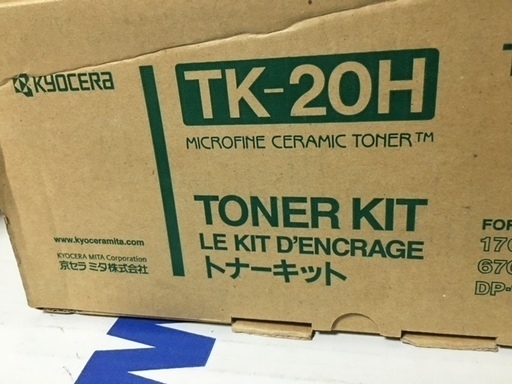 KYOCERA
TK-20H
MICROFINE CERAMIC TONER™
TONER KIT
LE KIT D'ENCRAGE
トナーキット
www.kyoceramita.com
KYOCERA MITA Corporation
京セラ ミタ株式会社
FOR
170
670
DP-